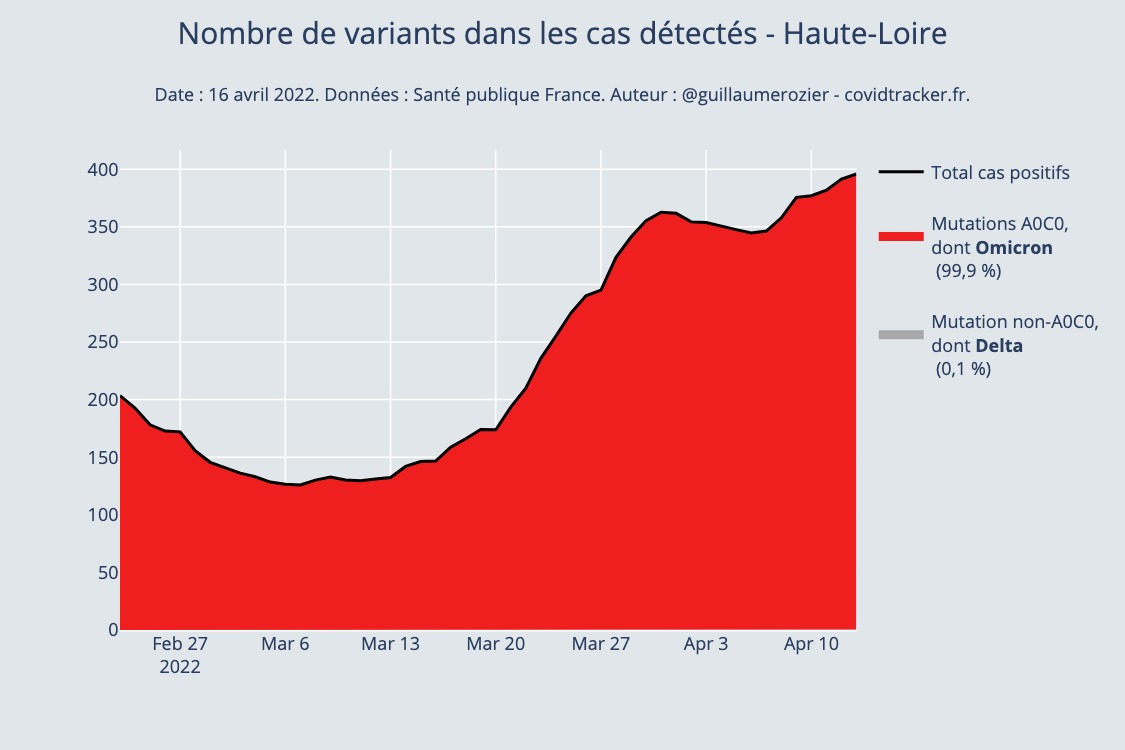 Nombre de variants dans les cas détectés - Haute-Loire
Date : 16 avril 2022. Données : Santé publique France. Auteur : @guillaumerozier - covidtracker.fr.
400
350
300
250
200
150
100
50
0
Feb 27
2022
Mar 6
Mar 13
Mar 20
Mar 27
Apr 3
Apr 10
Total cas positifs
Mutations A0C0,
dont Omicron
(99,9 %)
Mutation non-A0C0,
dont Delta
(0,1 %)